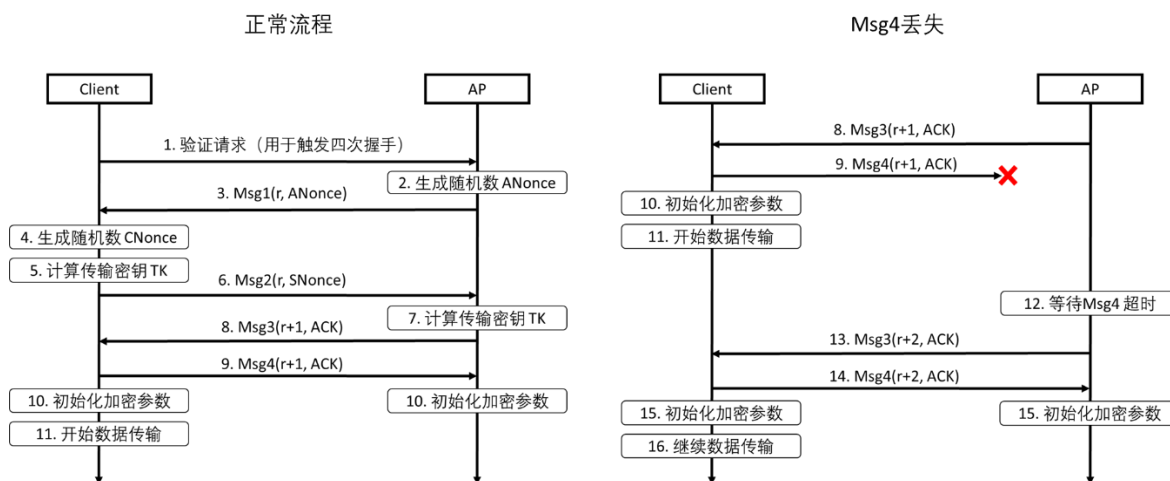 正常流程
Client
AP
1. 验证请求（用于触发四次握手）
2. 生成随机数 ANonce
3. Msg1(r, ANonce)
4. 生成随机数 CNonce
5. 计算传输密钥 TK
6. Msg2(r, SNonce)
7. 计算传输密钥 TK
8. Msg3(r+1, ACK)
9. Msg4(r+1, ACK)
10. 初始化加密参数
10. 初始化加密参数
11. 开始数据传输
Msg4丢失
Client
AP
8. Msg3(r+1, ACK)
9. Msg4(r+1, ACK)
10. 初始化加密参数
11. 开始数据传输
12. 等待Msg4 超时
13. Msg3(r+2, ACK)
14. Msg4(r+2, ACK)
15. 初始化加密参数
15. 初始化加密参数
16. 继续数据传输